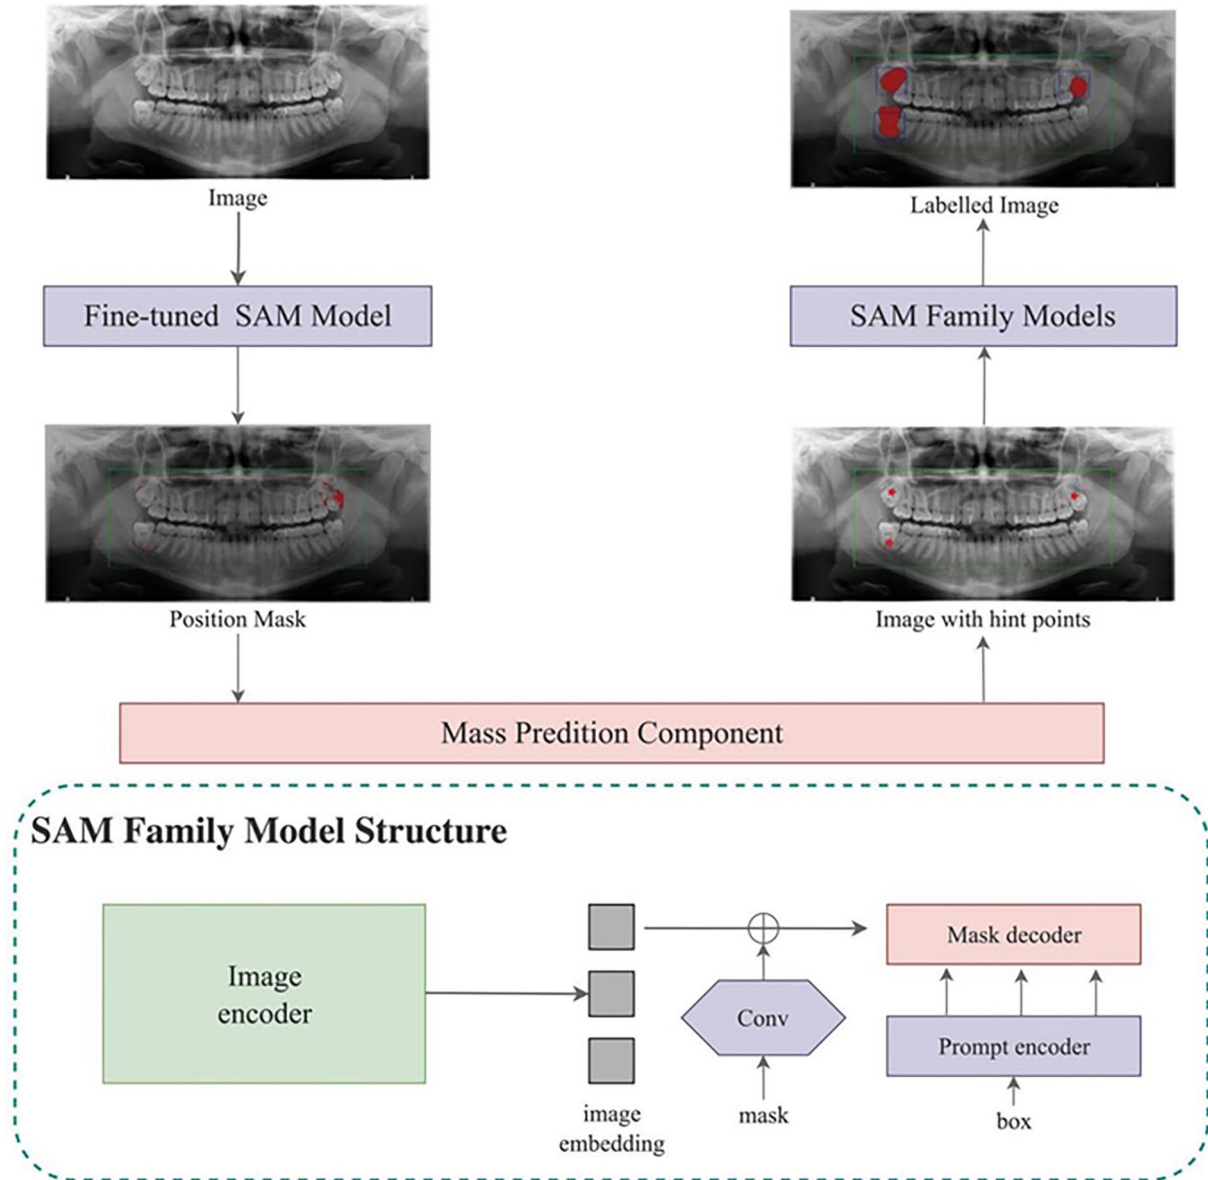 Image
Labelled Image
Fine-tuned SAM Model
SAM Family Models
Position Mask
Image with hint points
Mass Predition Component
SAM Family Model Structure
Image
encoder
Mask decoder
Conv
Prompt encoder
image
embedding
mask
box